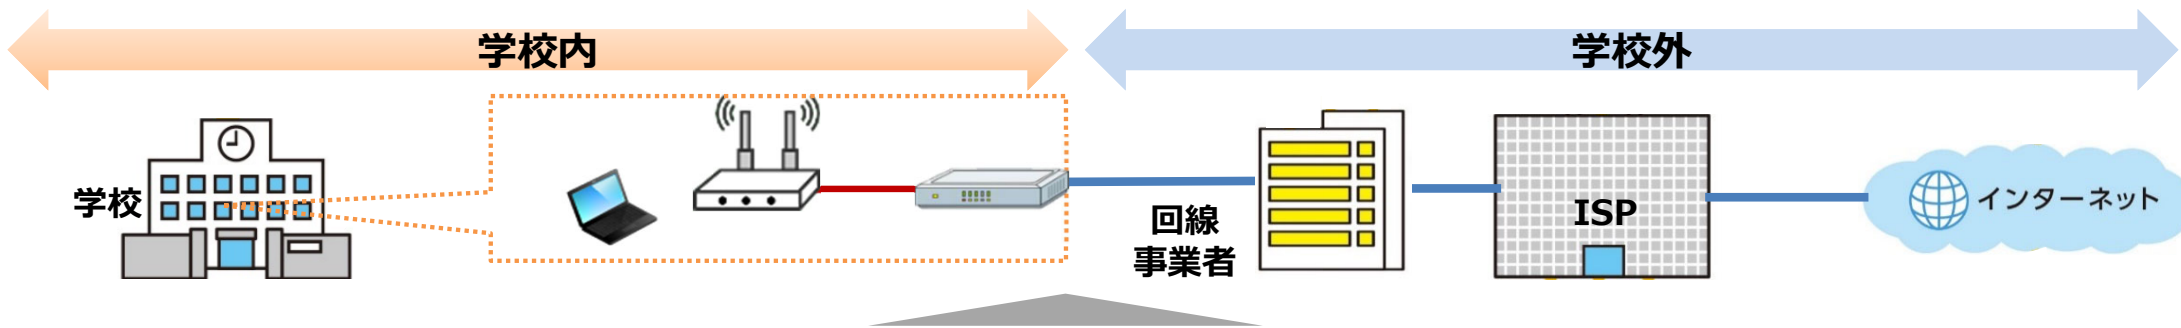 学校内
学校外
学校
回線
事業者
ISP
インターネット